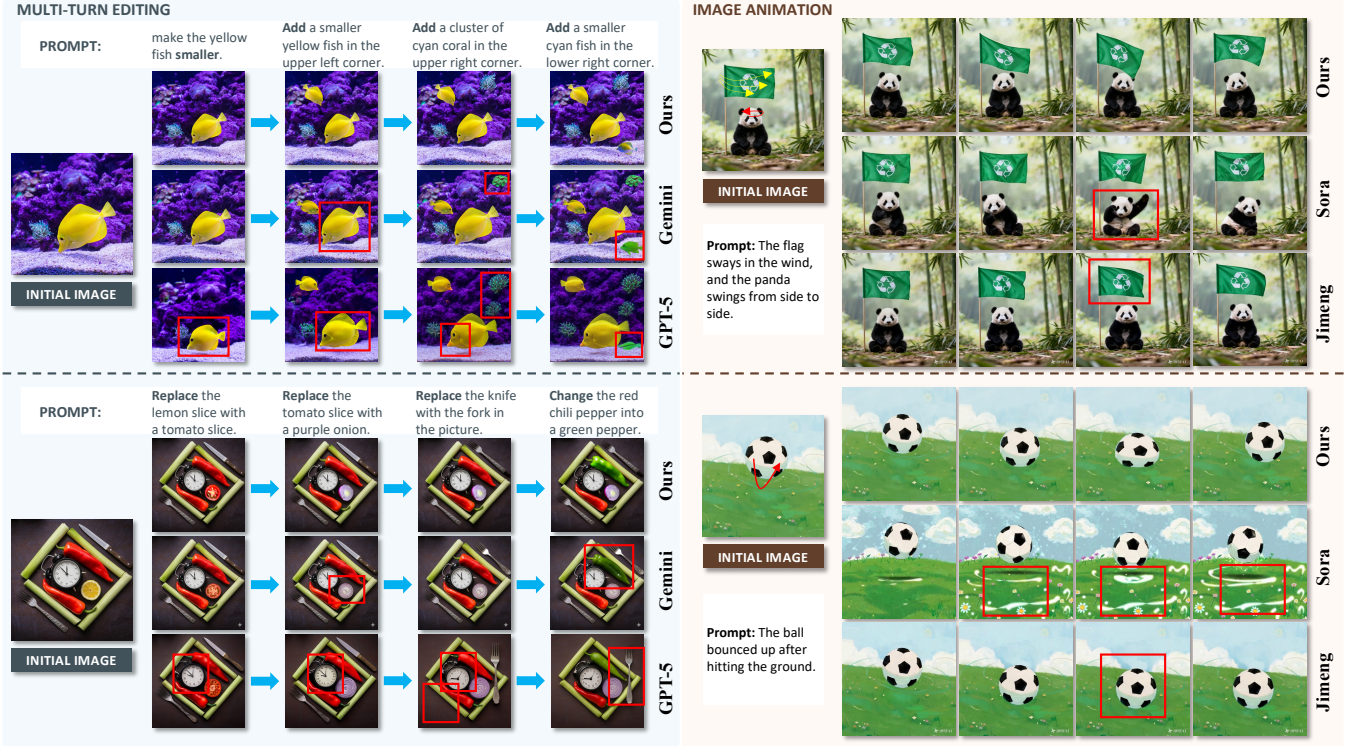 MULTI-TURN EDITING
PROMPT:
make the yellow
fish smaller.
Add a smaller
yellow fish in the
upper left corner.
Add a cluster of
cyan coral in the
upper right corner.
Add a smaller
cyan fish in the
lower right corner.
Ours
Gemini
GPT-5
INITIAL IMAGE
PROMPT:
Replace the
lemon slice with
a tomato slice.
Replace the
tomato slice with
a purple onion.
Replace the knife
with the fork in
the picture.
Change the red
chili pepper into
a green pepper.
Ours
Gemini
GPT-5
INITIAL IMAGE
IMAGE ANIMATION
INITIAL IMAGE
Prompt: The flag
sways in the wind,
and the panda
swings from side to
side.
Ours
Sora
Jimeng
INITIAL IMAGE
Prompt: The ball
bounced up after
hitting the ground.
Ours
Sora
Jimeng